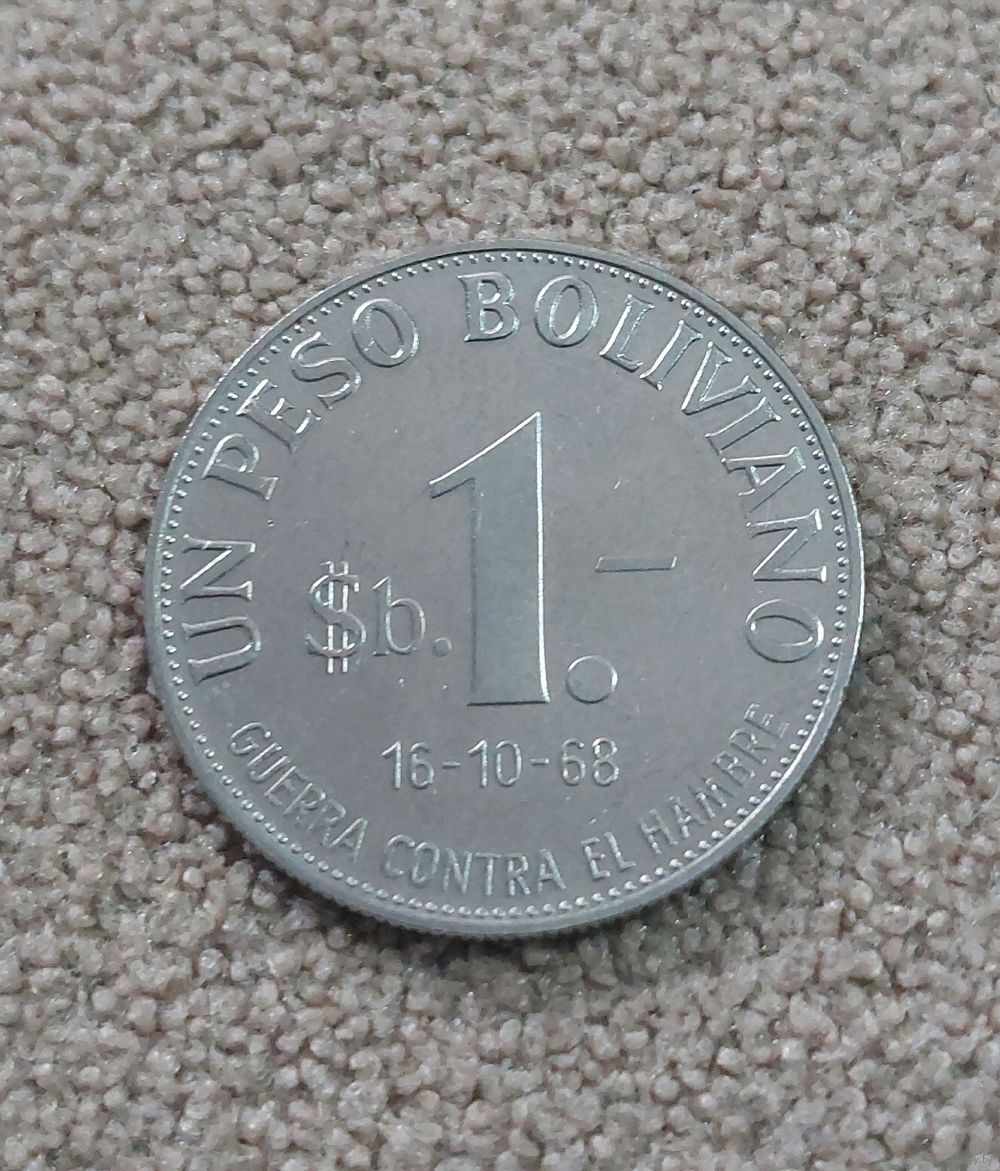 UN PESO BOLIVIANO
$b. 1.-
16-10-68
GUERRA CONTRA EL HAMBRE